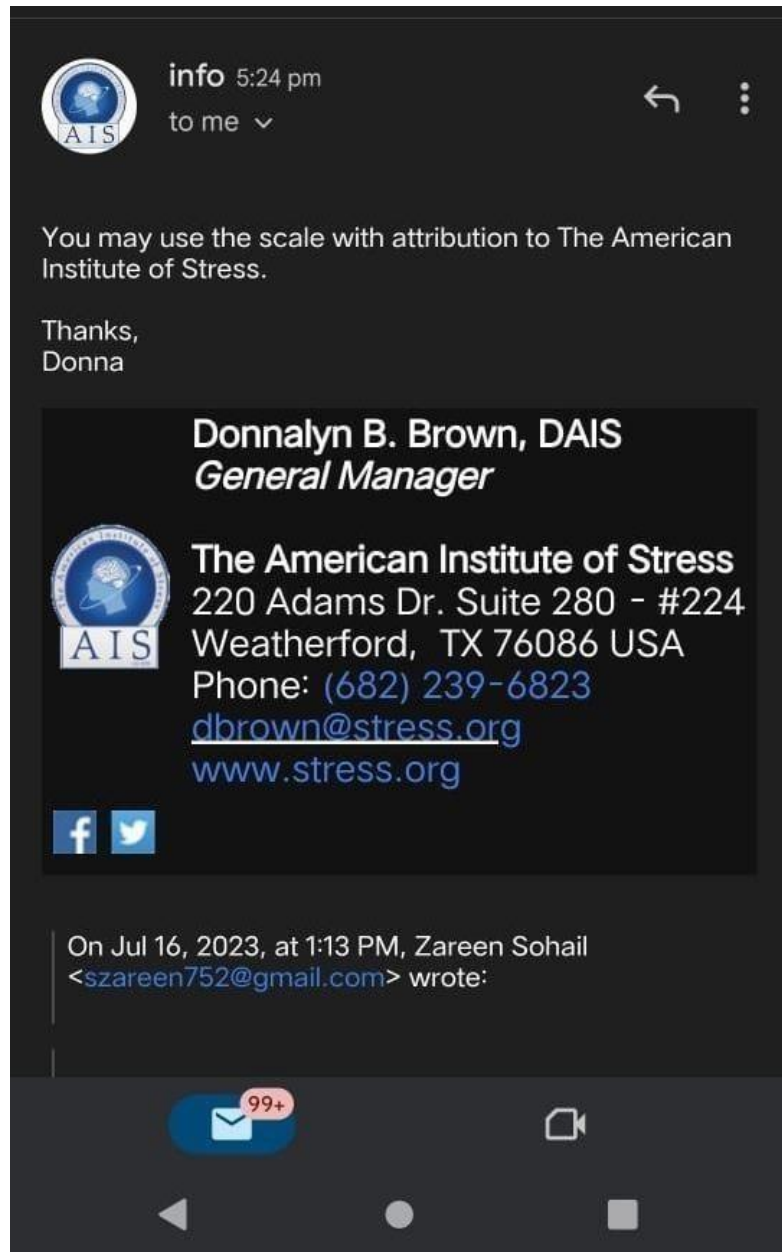 info 5:24 pm
to me
AIS
You may use the scale with attribution to The American
Institute of Stress.
Thanks,
Donna
Donnalyn B. Brown, DAIS
General Manager
The American Institute of Stress
220 Adams Dr. Suite 280 - #224
Weatherford, TX 76086 USA
Phone: (682) 239-6823
dbrown@stress.org
www.stress.org
AIS
f
On Jul 16, 2023, at 1:13 PM, Zareen Sohail
<szareen752@gmail.com> wrote:
99+